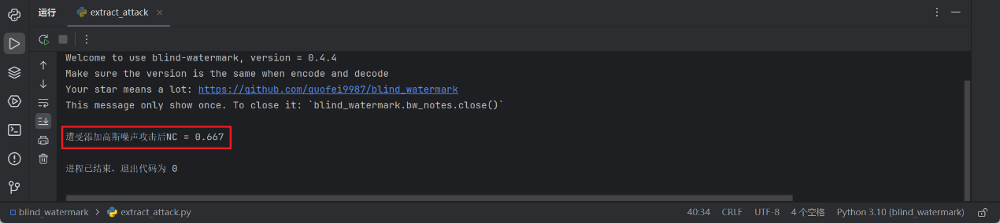 运行 extract_attack
Welcome to use blind-watermark, version = 0.4.4
Make sure the version is the same when encode and decode
Your star means a lot: https://github.com/guofei9987/blind_watermark
This message only show once. To close it: `blind_watermark.bw_notes.close()`
遭受添加高斯噪声攻击后NC = 0.667
进程已结束，退出代码为 0
blind_watermark > extract_attack.py 40:34 CRLF UTF-8 4 个空格 Python 3.10 (blind_watermark)